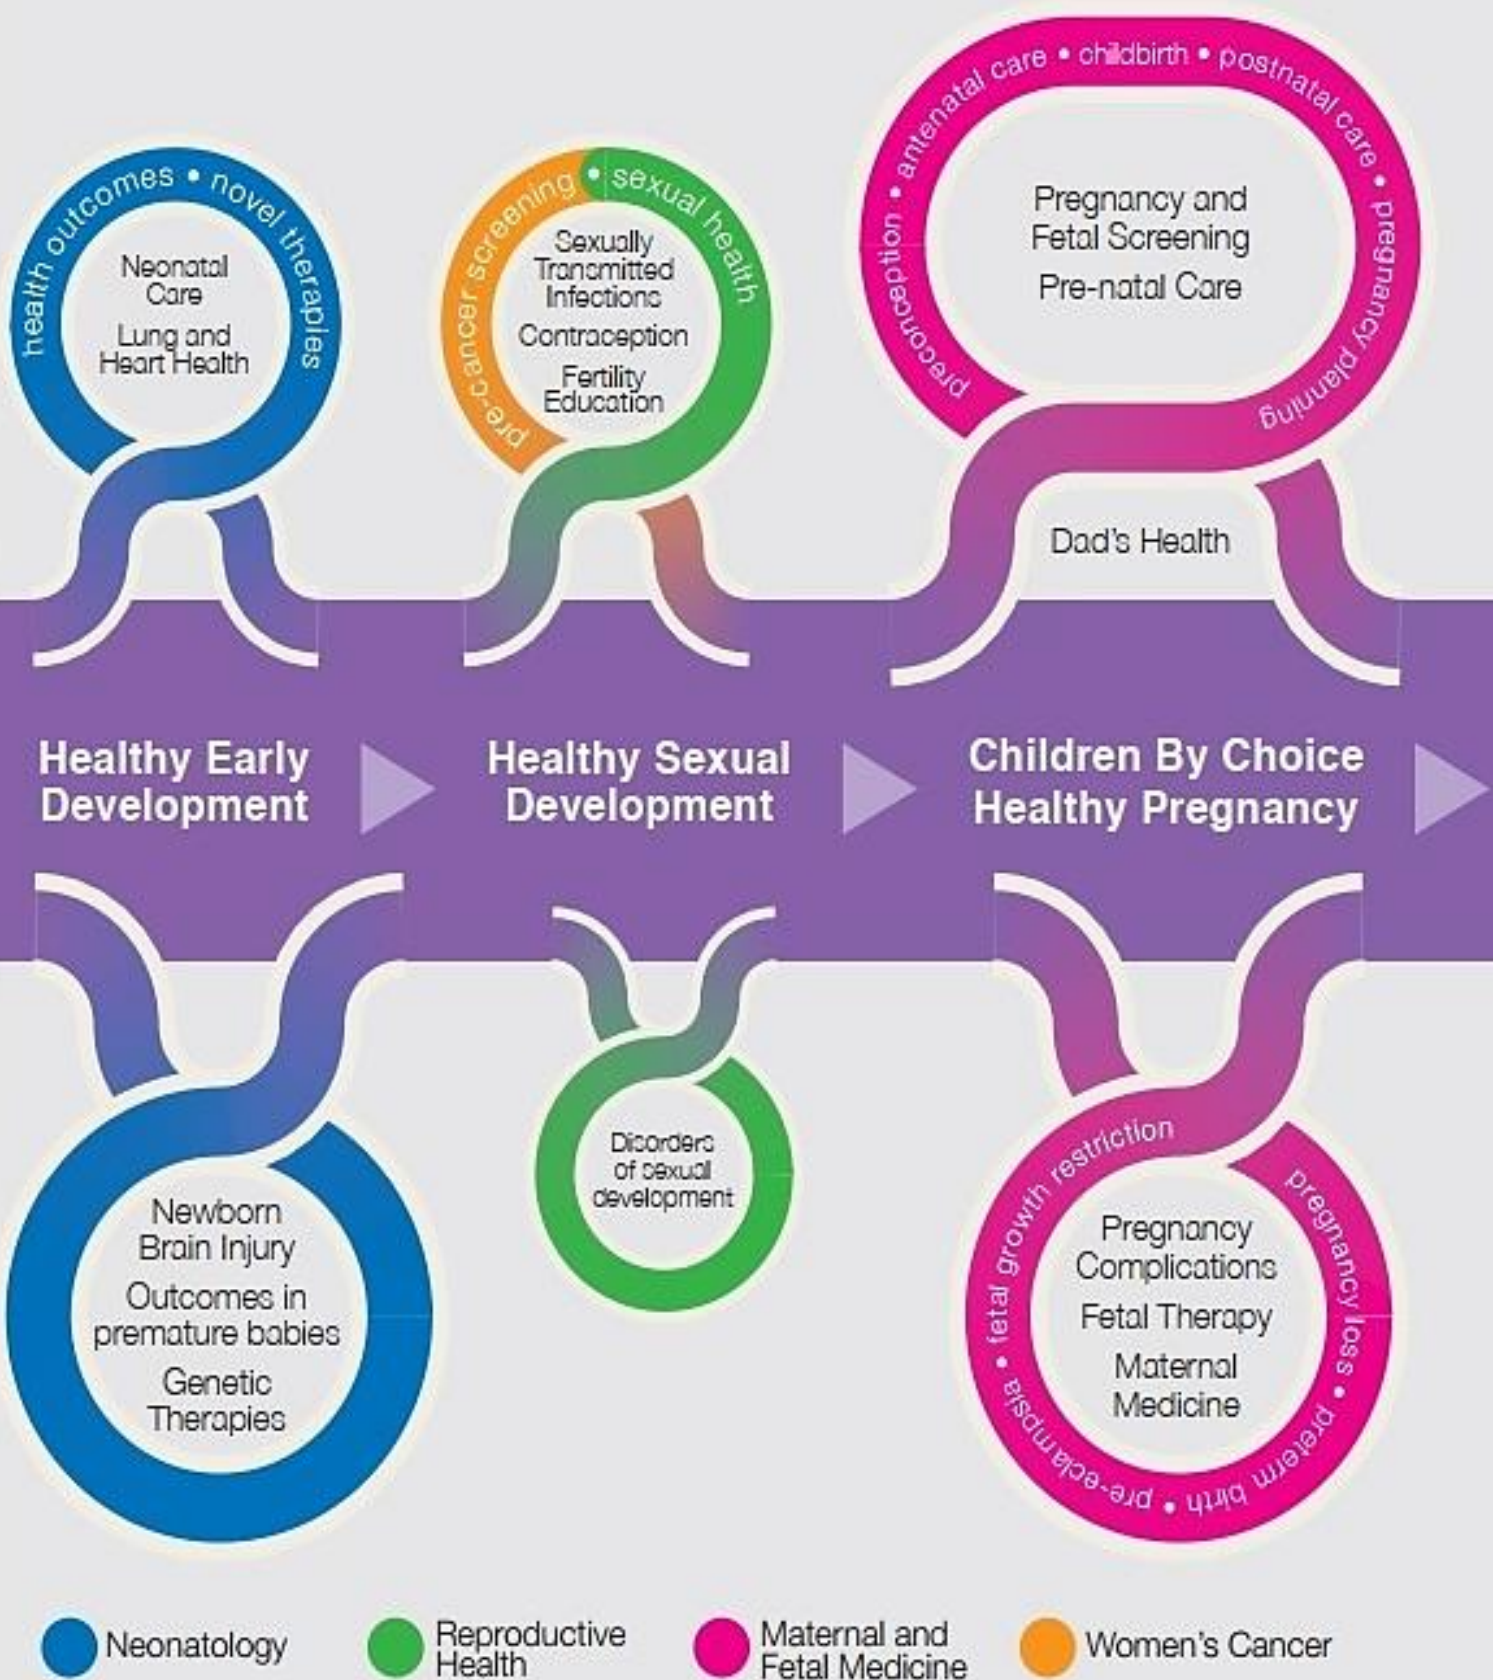 health outcomes • novel therapies
Neonatal
Care
Lung and
Heart Health
pre-cancer screening • sexual health
Sexually
Transmitted
Infections
Contraception
Fertility
Education
preconception • antenatal care • childbirth • postnatal care • pregnancy planning
Pregnancy and
Fetal Screening
Pre-natal Care
Dad's Health
Healthy Early
Development
Healthy Sexual
Development
Children By Choice
Healthy Pregnancy
Newborn
Brain Injury
Outcomes in
premature babies
Genetic
Therapies
Disorders
of sexual
development
pregnancy loss • preterm birth • pre-eclampsia • fetal growth restriction
Pregnancy
Complications
Fetal Therapy
Maternal
Medicine
Neonatology
Reproductive
Health
Maternal and
Fetal Medicine
Women's Cancer